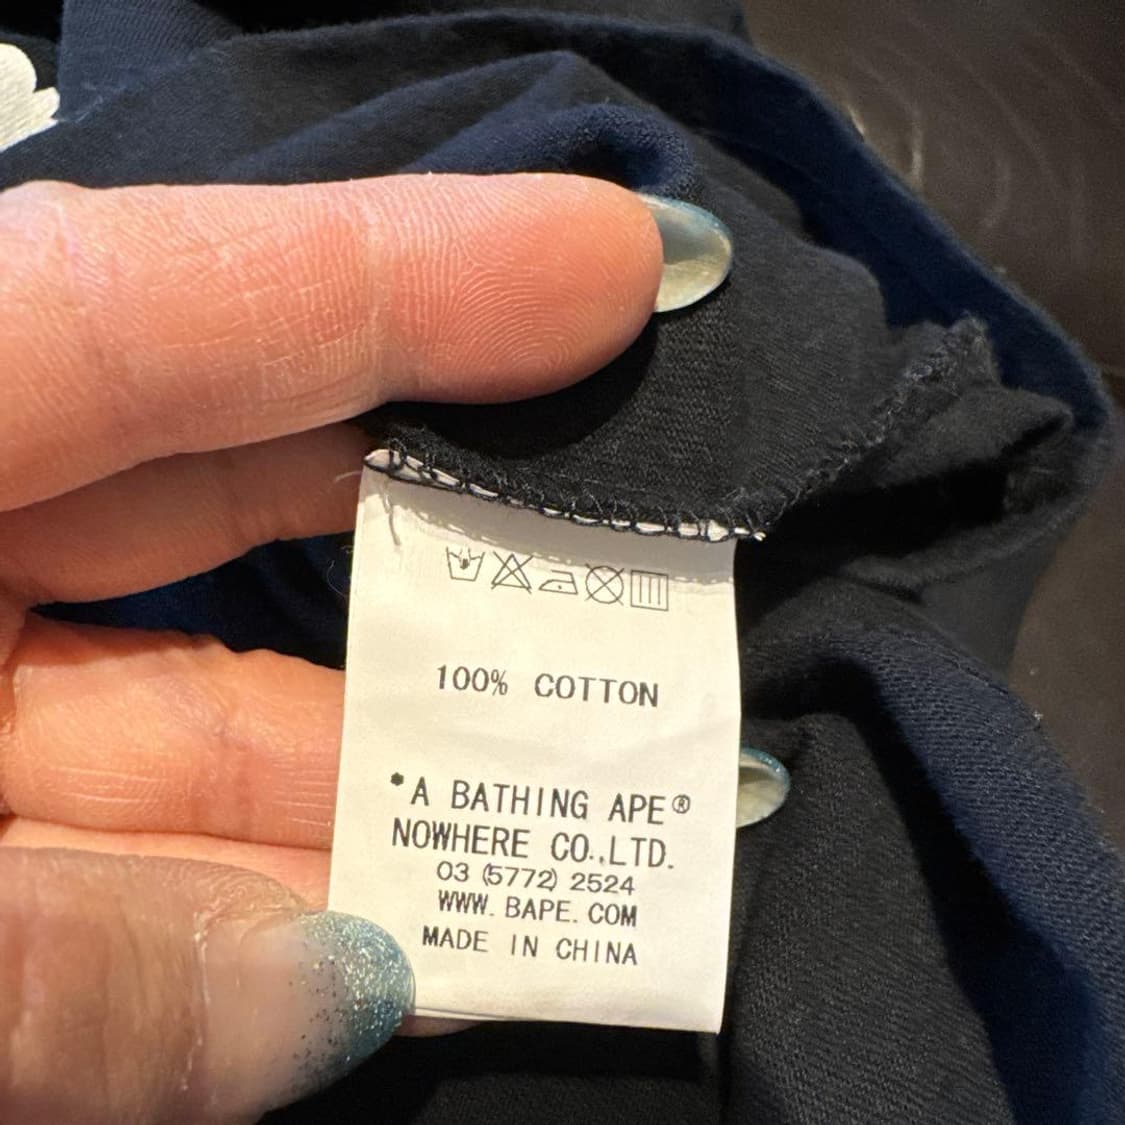 100% COTTON
*A BATHING APE®
NOWHERE CO.,LTD.
03 (5772) 2524
WWW. BAPE. COM
MADE IN CHINA